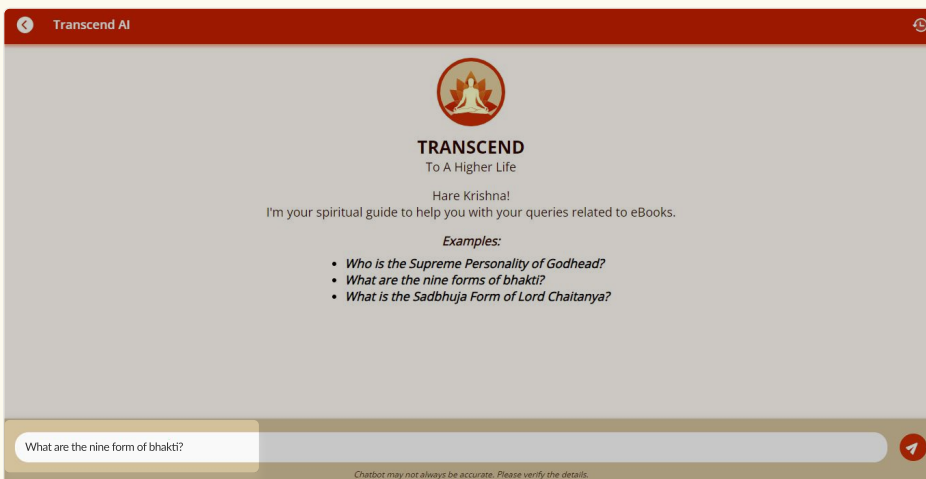 Transcend AI
TRANSCEND
To A Higher Life
Hare Krishna!
I'm your spiritual guide to help you with your queries related to eBooks.
Examples:
• Who is the Supreme Personality of Godhead?
• What are the nine forms of bhakti?
• What is the Sadbhuja Form of Lord Chaitanya?
What are the nine form of bhakti?
Chatbot may not always be accurate. Please verify the details.